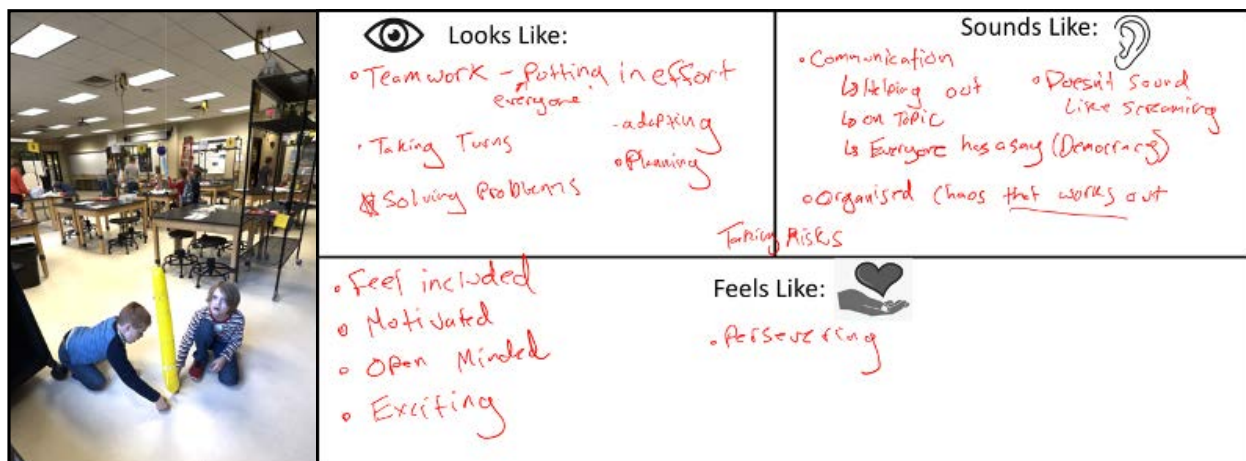 Looks Like:
• Teamwork - Putting in effort
everyone
• Taking Turns
- adapting
• Planning
Solving Problems
Sounds Like:
• Communication
↳ Helping out
↳ on Topic
↳ Everyone has a say (Democracy)
• Doesn't sound
like screaming
• Organised chaos that works out
Taking Risks
Feels Like:
• Feel included
• Motivated
• Open Minded
• Exciting
• Persevering